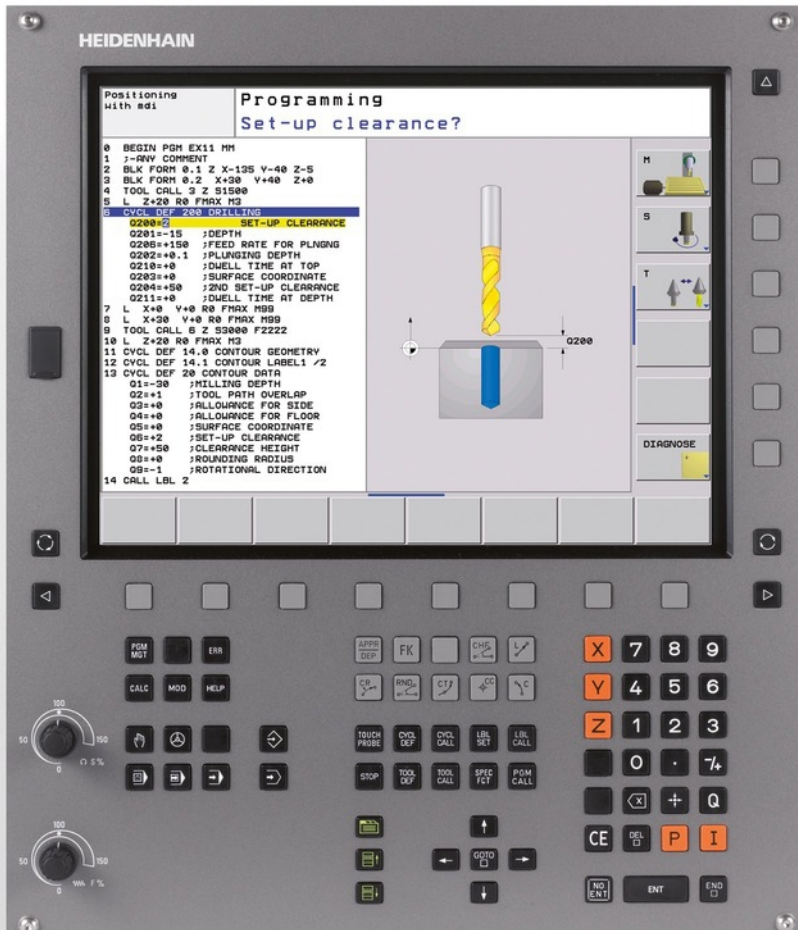 HEIDENHAIN
Positioning
with mdi
Programming
Set-up clearance?
0 BEGIN PGM EX11 MM
1 ;-ANY COMMENT
2 BLK FORM 0.1 Z X-135 Y-40 Z-5
3 BLK FORM 0.2 X+30 Y+40 Z+0
4 TOOL CALL 3 Z S1500
5 L Z+20 R0 FMAX M3
6 CYCL DEF 200 DRILLING
Q200=2 SET-UP CLEARANCE
Q201=-15 ;DEPTH
Q206=+150 ;FEED RATE FOR PLNGNG
Q202=+0.1 ;PLUNGING DEPTH
Q210=+0 ;DWELL TIME AT TOP
Q203=+0 ;SURFACE COORDINATE
Q204=+50 ;2ND SET-UP CLEARANCE
Q211=+0 ;DWELL TIME AT DEPTH
7 L X+0 Y+0 R0 FMAX M99
8 L X+30 Y+0 R0 FMAX M99
9 TOOL CALL 6 Z S3000 F2222
10 L Z+20 R0 FMAX M3
11 CYCL DEF 14.0 CONTOUR GEOMETRY
12 CYCL DEF 14.1 CONTOUR LABEL1 /2
13 CYCL DEF 20 CONTOUR DATA
Q1=-30 ;MILLING DEPTH
Q2=+1 ;TOOL PATH OVERLAP
Q3=+0 ;ALLOWANCE FOR SIDE
Q4=+0 ;ALLOWANCE FOR FLOOR
Q5=+0 ;SURFACE COORDINATE
Q6=+2 ;SET-UP CLEARANCE
Q7=+50 ;CLEARANCE HEIGHT
Q8=+0 ;ROUNDING RADIUS
Q9=-1 ;ROTATIONAL DIRECTION
14 CALL LBL 2
Q200
M
S
T
DIAGNOSE
PGM MGT
ERR
CALC
MOD
HELP
APPR DEP
FK
CHF
L
CR
RND
CT
CC
C
TOUCH PROBE
CYCL DEF
CYCL CALL
LBL SET
LBL CALL
STOP
TOOL DEF
TOOL CALL
SPEC FCT
PGM CALL
GOTO
X 7 8 9
Y 4 5 6
Z 1 2 3
0 . -/+
X Q
CE DEL P I
NO ENT
ENT
END
100
50 150
0 S %
100
50 150
0 F %